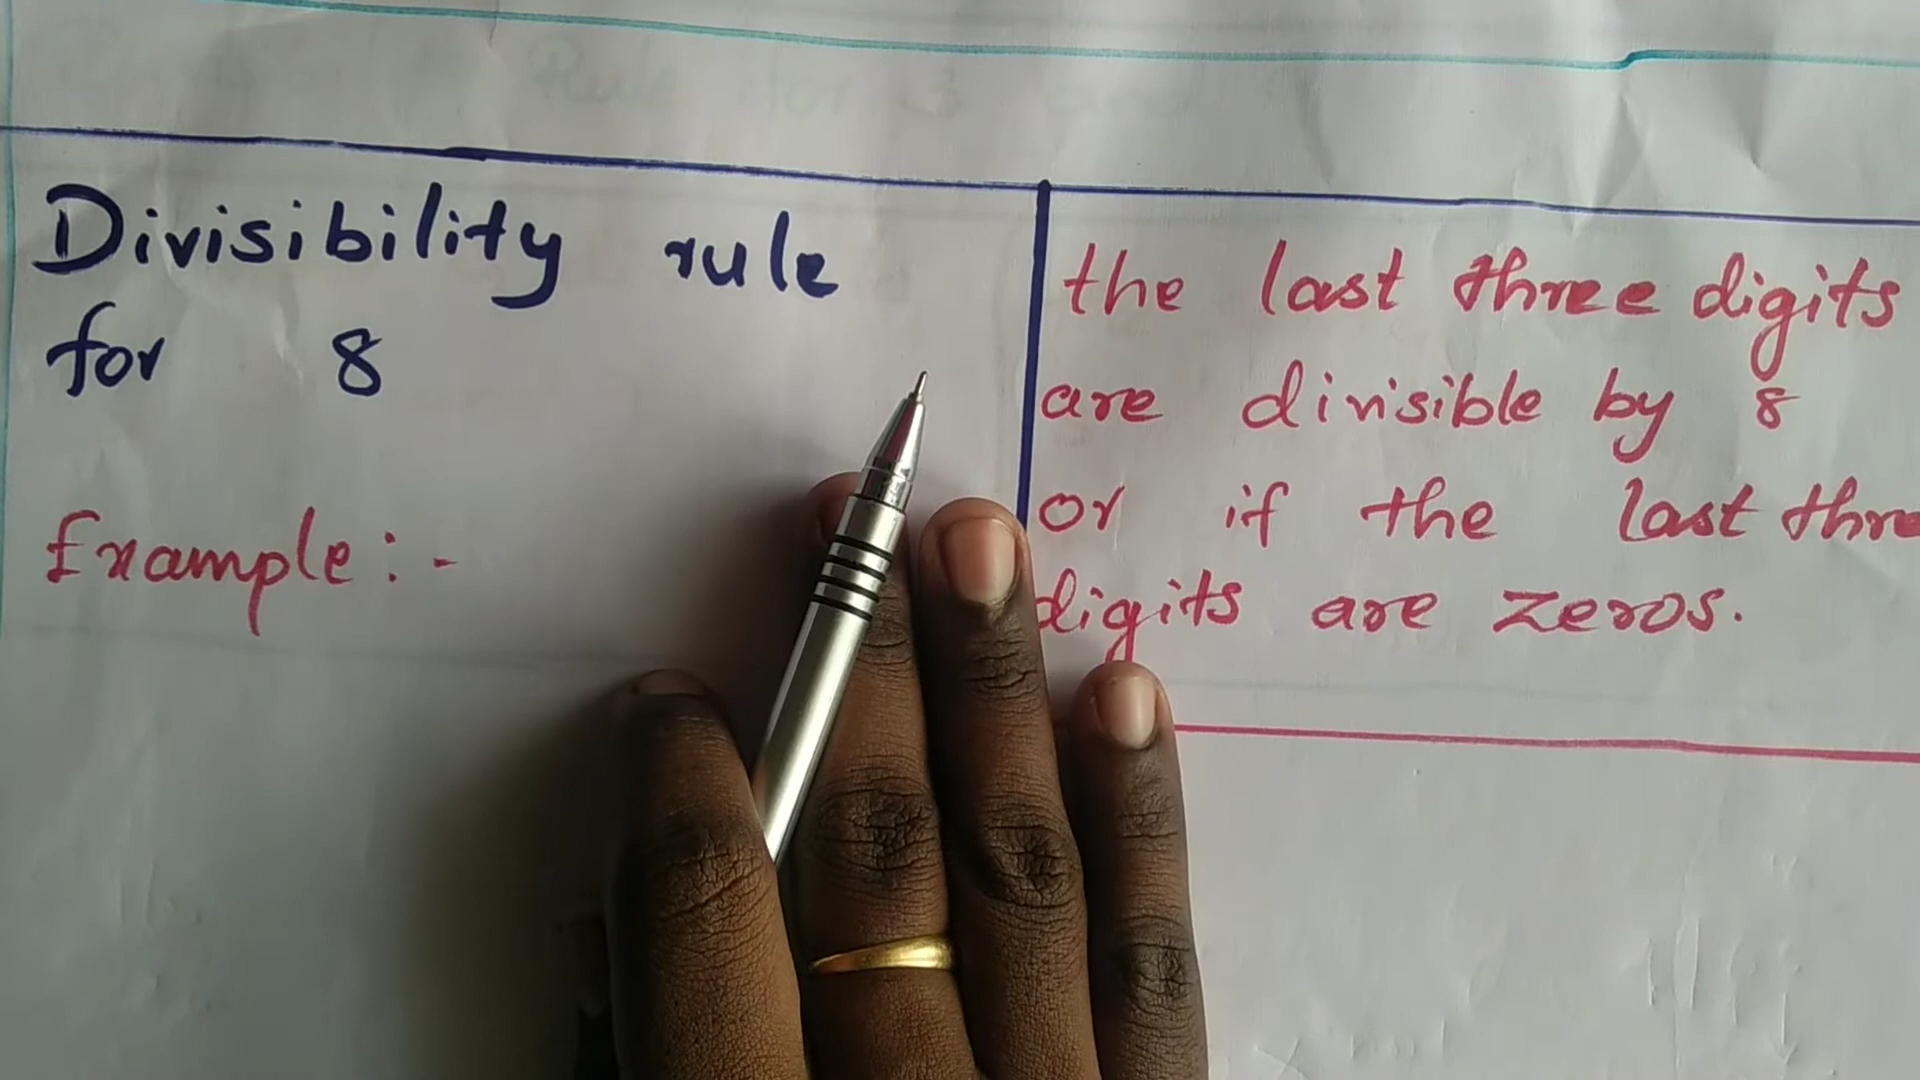 Divisibility rule
for 8
Example:-
the last three digits
are divisible by 8
or if the last thre
digits are zeros.